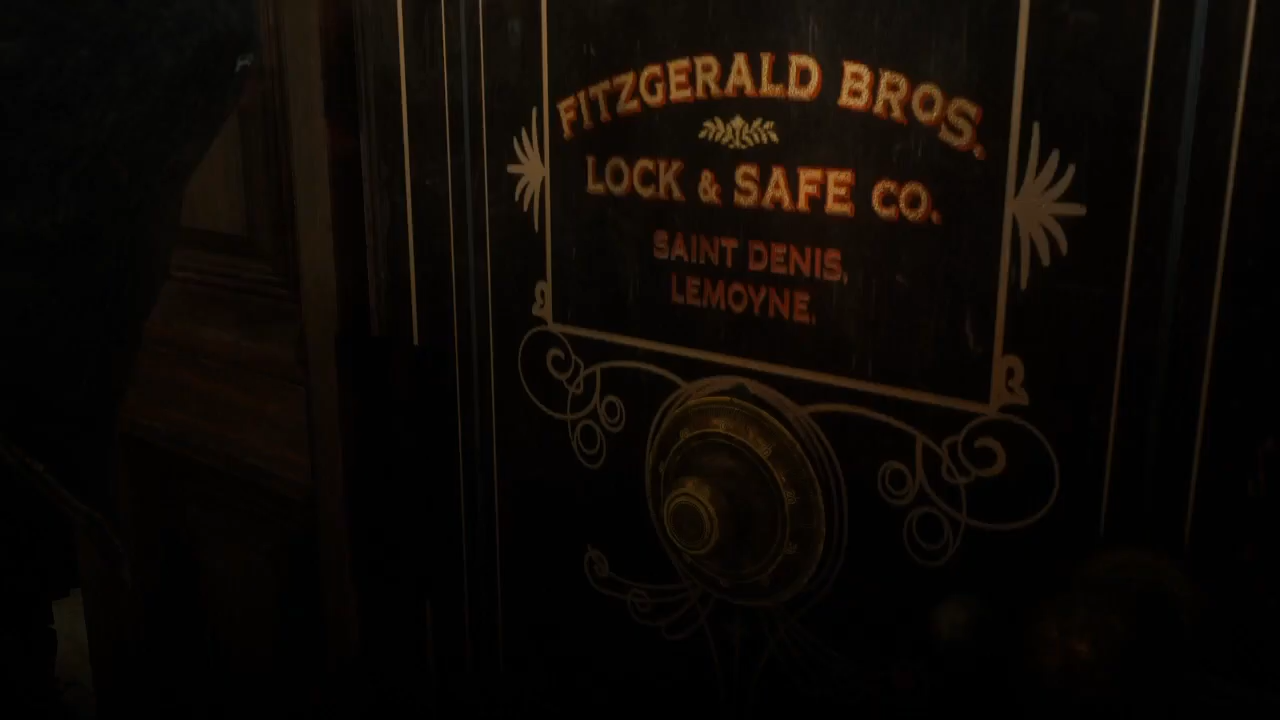 FITZGERALD BROS.
LOCK & SAFE CO.
SAINT DENIS,
LEMOYNE.